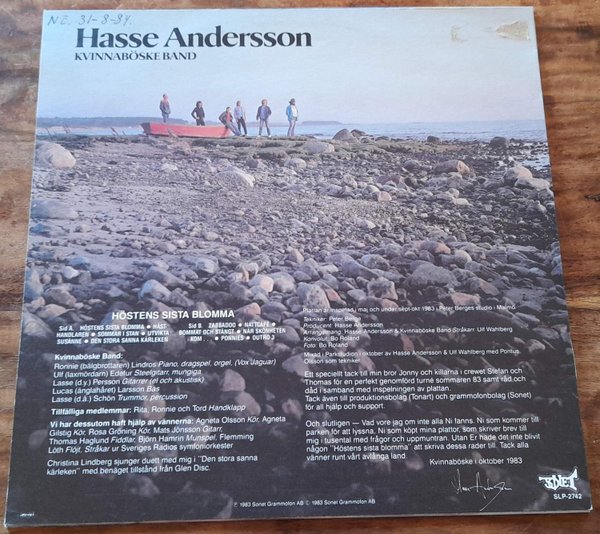 N.E. 31-8-84.
Hasse Andersson
KVINNABÖSKE BAND
HÖSTENS SISTA BLOMMA
Sid A. HÖSTENS SISTA BLOMMA ● HÄST-
HANDLAREN ● SOMMAR I STAN ● UTVIKTA
SUSANNE ● DEN STORA SANNA KÄRLEKEN
Sid B. ZAGBADOO ● NATTCAFÉ ●
BOMMAT OCH STÄNGT ● NÄR SKÖNHETEN
KOM . . . ● PONNIES ● OUTRO 3
Kvinnaböske Band:
Ronnie (bälgbrottaren) Lindros Piano, dragspel, orgel, (Vox Jaguar)
Ulf (laxmördarn) Edefur Steelgitarr, mungiga
Lasse (d.y.) Persson Gitarrer (el och akustisk)
Lucas (änglahåret) Larsson Bas
Lasse (d.ä.) Schön Trummor, percussion
Tillfälliga medlemmar: Rita, Ronnie och Tord Handklapp
Vi har dessutom haft hjälp av vännerna: Agneta Olsson Kör, Agneta
Gilstig Kör, Rosa Gröning Kör, Mats Jönsson Gitarr,
Thomas Haglund Fiddlar, Björn Hamrin Munspel, Flemming
Löth Flöjt. Stråkar ur Sveriges Radios symfoniorkester
Christina Lindberg sjunger duett med mig i ¨Den stora sanna
kärleken¨ med benäget tillstånd från Glen Disc.
Plattan är inspelad i maj och under sept-okt 1983 i Peter Berges studio i Malmö.
Tekniker: Peter Berge
Producent: Hasse Andersson
Arrangemang: Hasse Andersson & Kvinnaböske Band Stråkarr: Ulf Wahlberg
Konvolut: Bo Roland
Foto: Bo Roland
Mixad i Parkstudion i oktober av Hasse Andersson & Ulf Wahlberg med Pontus
Olsson som tekniker.
Ett speciellt tack till min bror Jonny och killarna i crewet Stefan och
Thomas för en perfekt genomförd turné sommaren 83 samt råd och
dåd i samband med inspelningen av plattan.
Tack även till produktionsbolag (Tonart) och grammofonbolag (Sonet)
för all hjälp och support.
Och slutligen — Vad vore jag om inte alla Ni fanns. Ni som kommer till
parken för att lyssna, Ni som köpt mina plattor, som skriver brev till
mig i tusental med frågor och uppmuntran. Utan Er hade det inte blivit
någon ¨Höstens sista blomma¨ att skriva dessa rader till. Tack alla
vänner runt vårt avlånga land.
Kvinnaböske i oktober 1983
SONET
SLP-2742
℗ 1983 Sonet Grammofon AB © 1983 Sonet Grammofon AB